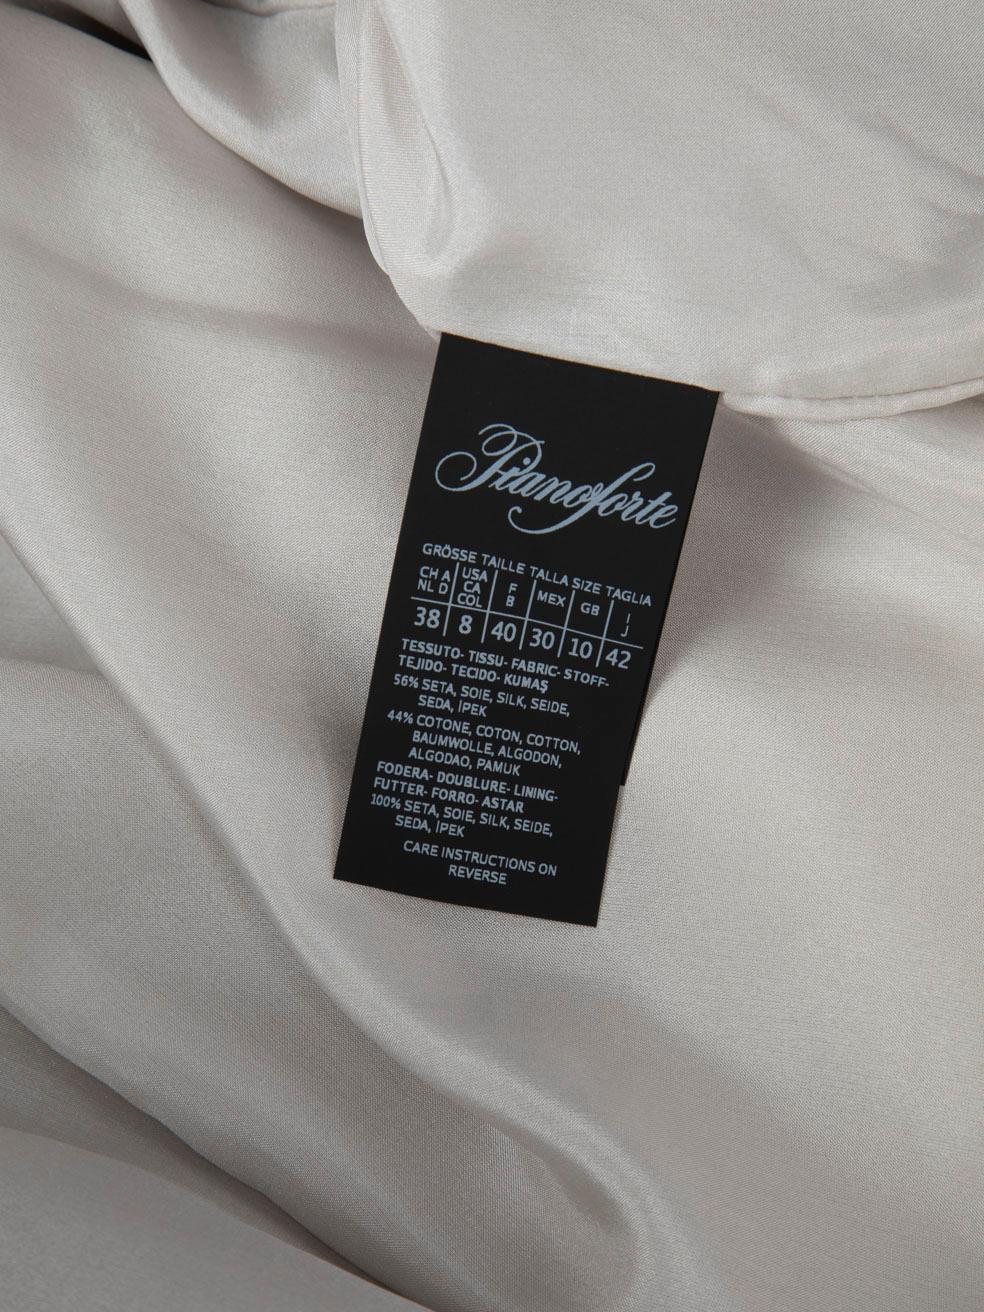 Pianoforte
GRÖSSE TAILLE TALLA SIZE TAGLIA
CH A NL D USA CA COL F B MEX GB I J
38 8 40 30 10 42
TESSUTO- TISSU- FABRIC- STOFF-
TEJIDO- TECIDO- KUMAŞ
56% SETA, SOIE, SILK, SEIDE,
SEDA, İPEK
44% COTONE, COTON, COTTON,
BAUMWOLLE, ALGODON,
ALGODAO, PAMUK
FODERA- DOUBLURE- LINING-
FUTTER- FORRO- ASTAR
100% SETA, SOIE, SILK, SEIDE,
SEDA, İPEK
CARE INSTRUCTIONS ON
REVERSE